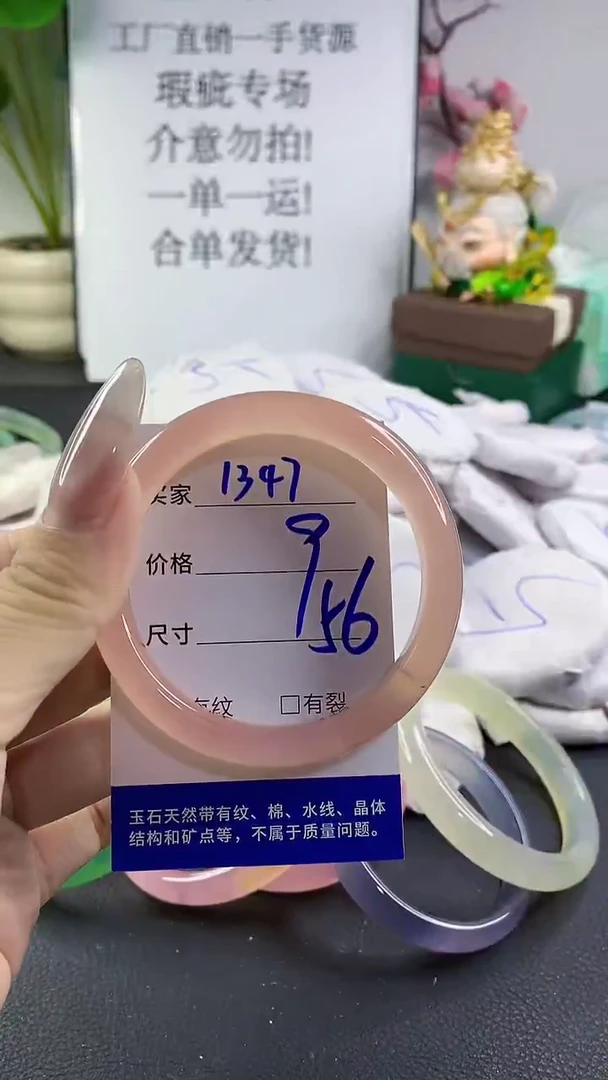 工厂直销一手货源
瑕疵专场
介意勿拍!
一单一运!
合单发货!
买家 1347
价格 9
尺寸 56
有纹 □有裂
玉石天然带有纹、棉、水线、晶体
结构和矿点等，不属于质量问题。